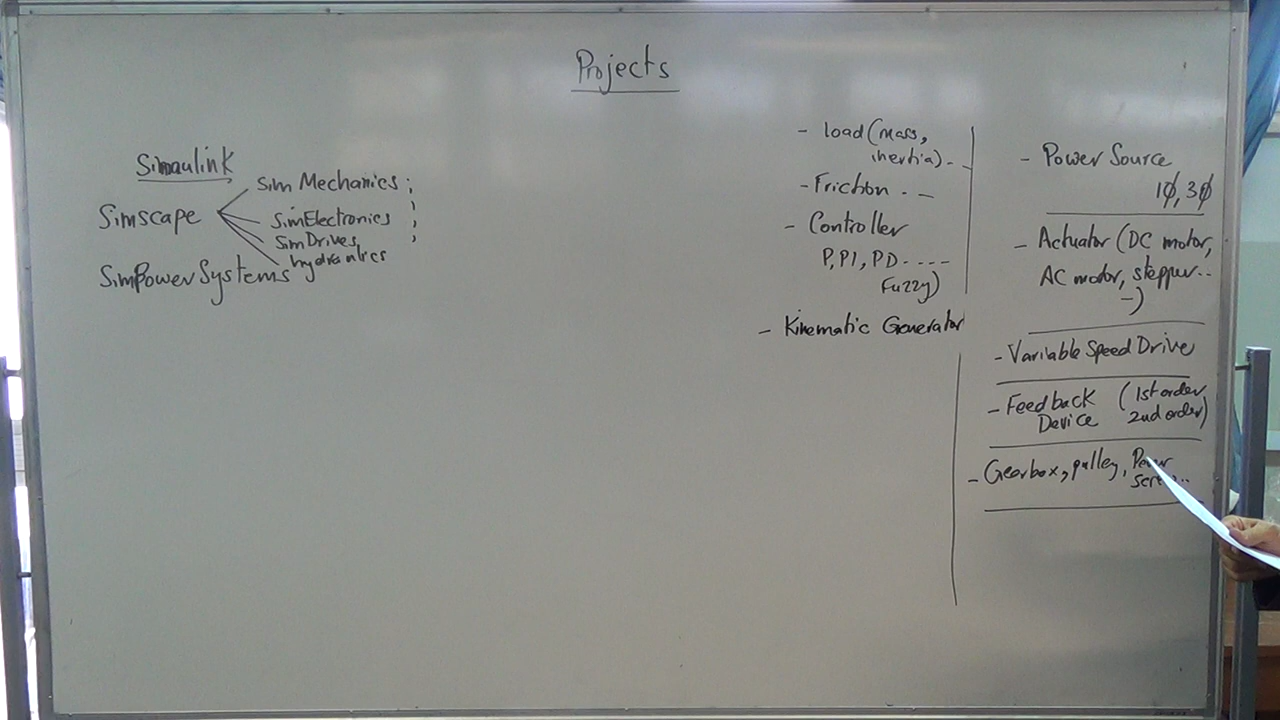 Projects
Simulink
Simscape
Sim Mechanics
SimElectronics
SimDrives
hydraulics
SimPowerSystems
- load (mass,
inertia) - -
- Friction - -
- Controller
P, PI, PD - - - -
Fuzzy)
- Kinematic Generator
- Power Source
1ϕ, 3ϕ
- Actuator (DC motor,
AC motor, stepper..
-)
- Variable Speed Drive
- Feedback (1st order
Device 2nd order)
- Gearbox, pulley, Power